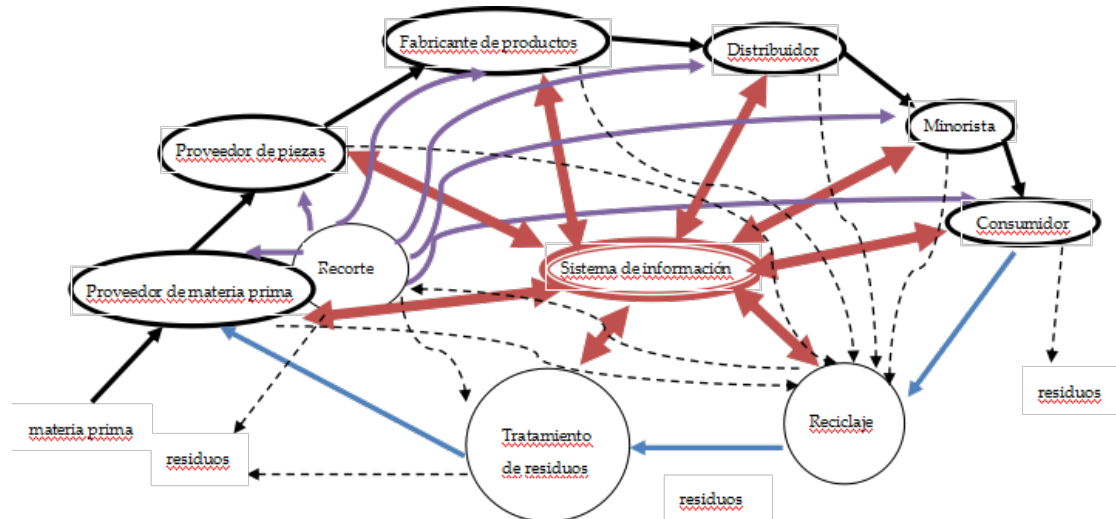 Fabricante de productos
Distribuidor
Minorista
Proveedor de piezas
Consumidor
Recorte
Sistema de información
Proveedor de materia prima
residuos
materia prima
Reciclaje
Tratamiento
de residuos
residuos
residuos